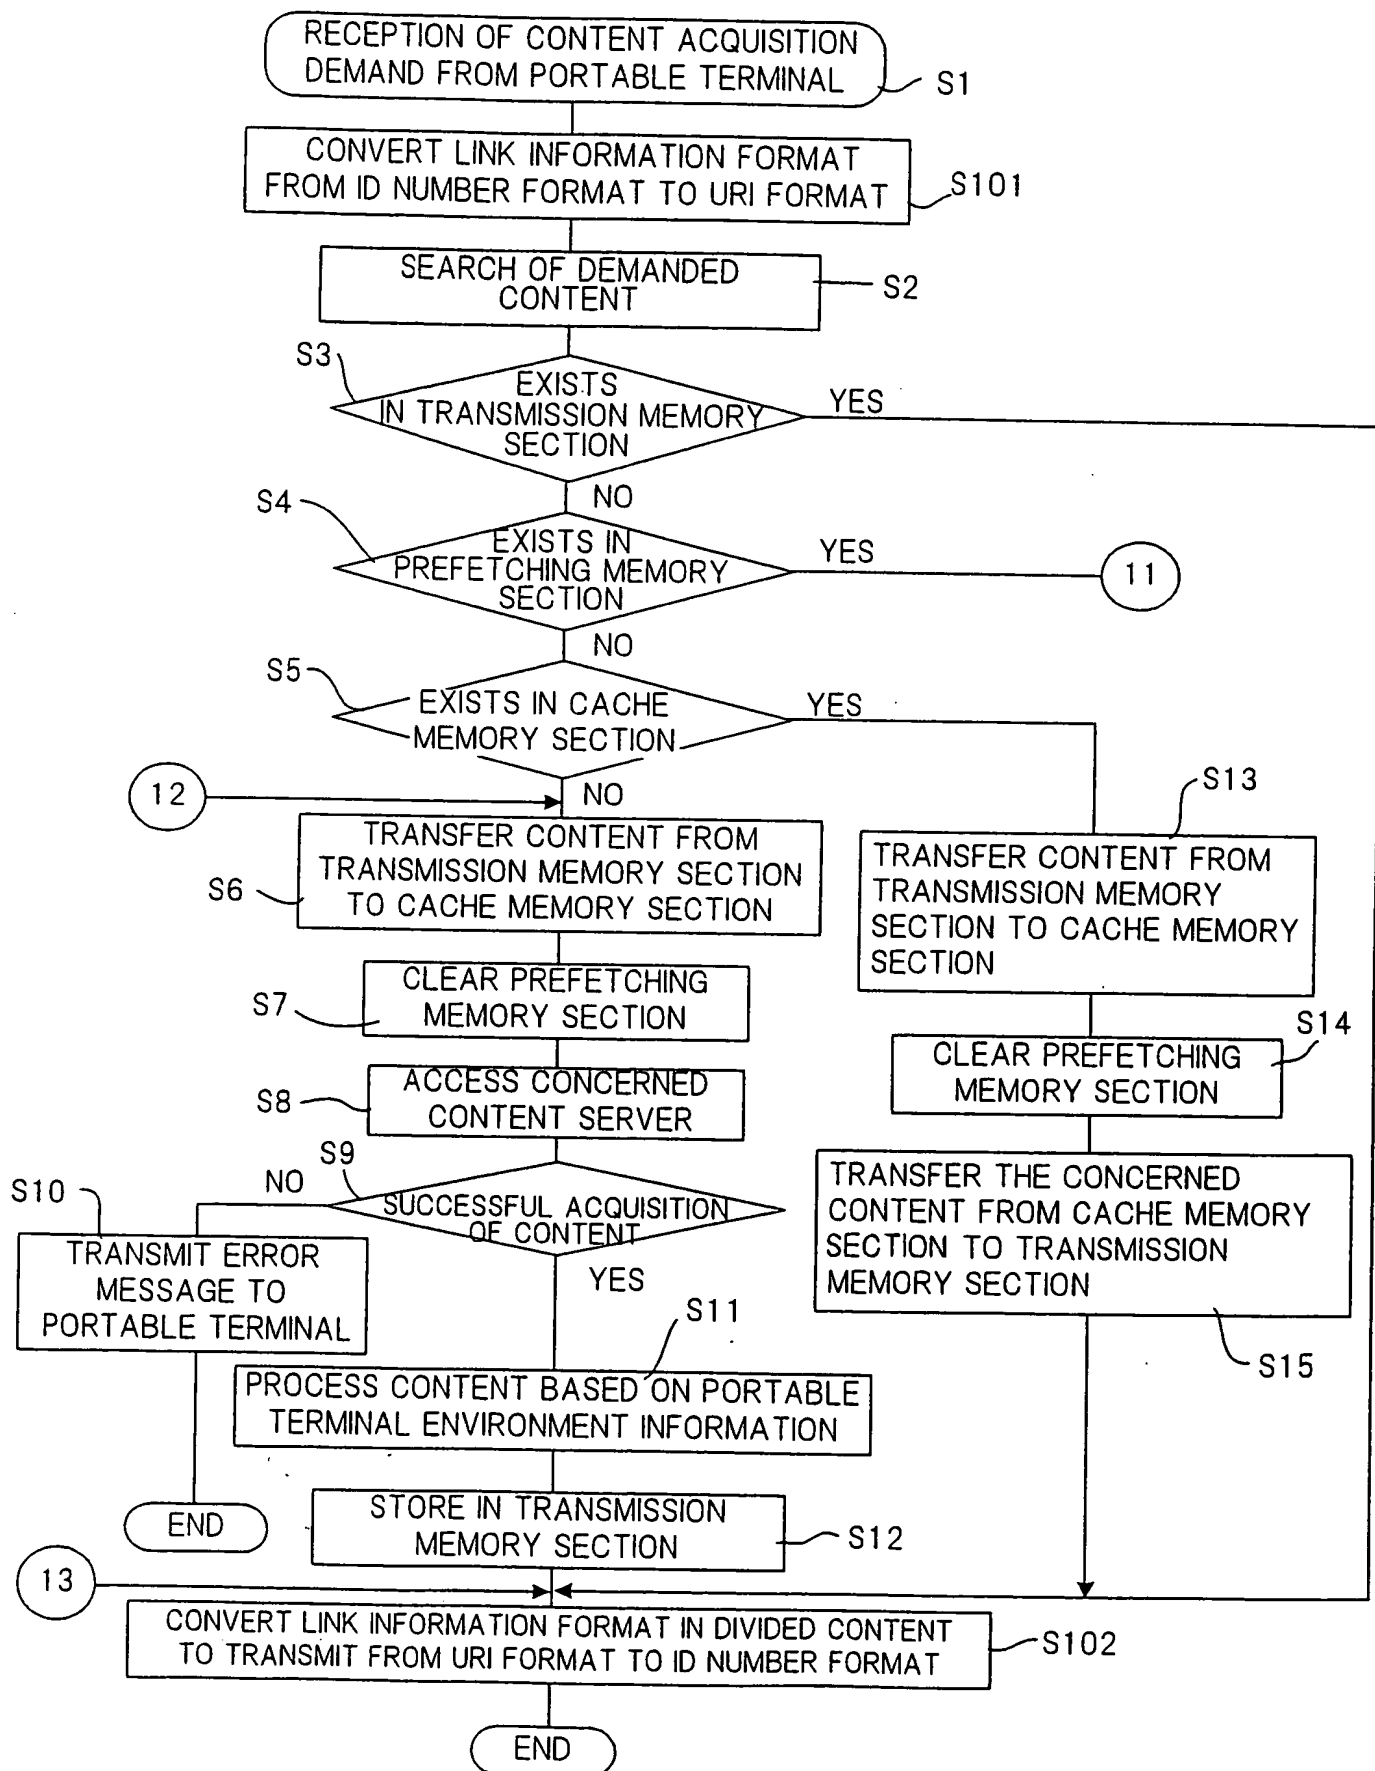 RECEPTION OF CONTENT ACQUISITION
DEMAND FROM PORTABLE TERMINAL
S1
CONVERT LINK INFORMATION FORMAT
FROM ID NUMBER FORMAT TO URI FORMAT
S101
SEARCH OF DEMANDED
CONTENT
S2
S3
EXISTS
IN TRANSMISSION MEMORY
SECTION
YES
NO
S4
EXISTS IN
PREFETCHING MEMORY
SECTION
YES
11
NO
S5
EXISTS IN CACHE
MEMORY SECTION
YES
12
NO
S6
TRANSFER CONTENT FROM
TRANSMISSION MEMORY SECTION
TO CACHE MEMORY SECTION
S13
TRANSFER CONTENT FROM
TRANSMISSION MEMORY
SECTION TO CACHE MEMORY
SECTION
S7
CLEAR PREFETCHING
MEMORY SECTION
S14
CLEAR PREFETCHING
MEMORY SECTION
S8
ACCESS CONCERNED
CONTENT SERVER
S9
SUCCESSFUL ACQUISITION
OF CONTENT
NO
YES
S15
TRANSFER THE CONCERNED
CONTENT FROM CACHE MEMORY
SECTION TO TRANSMISSION
MEMORY SECTION
S10
TRANSMIT ERROR
MESSAGE TO
PORTABLE TERMINAL
END
S11
PROCESS CONTENT BASED ON PORTABLE
TERMINAL ENVIRONMENT INFORMATION
STORE IN TRANSMISSION
MEMORY SECTION
S12
13
CONVERT LINK INFORMATION FORMAT IN DIVIDED CONTENT
TO TRANSMIT FROM URI FORMAT TO ID NUMBER FORMAT
S102
END